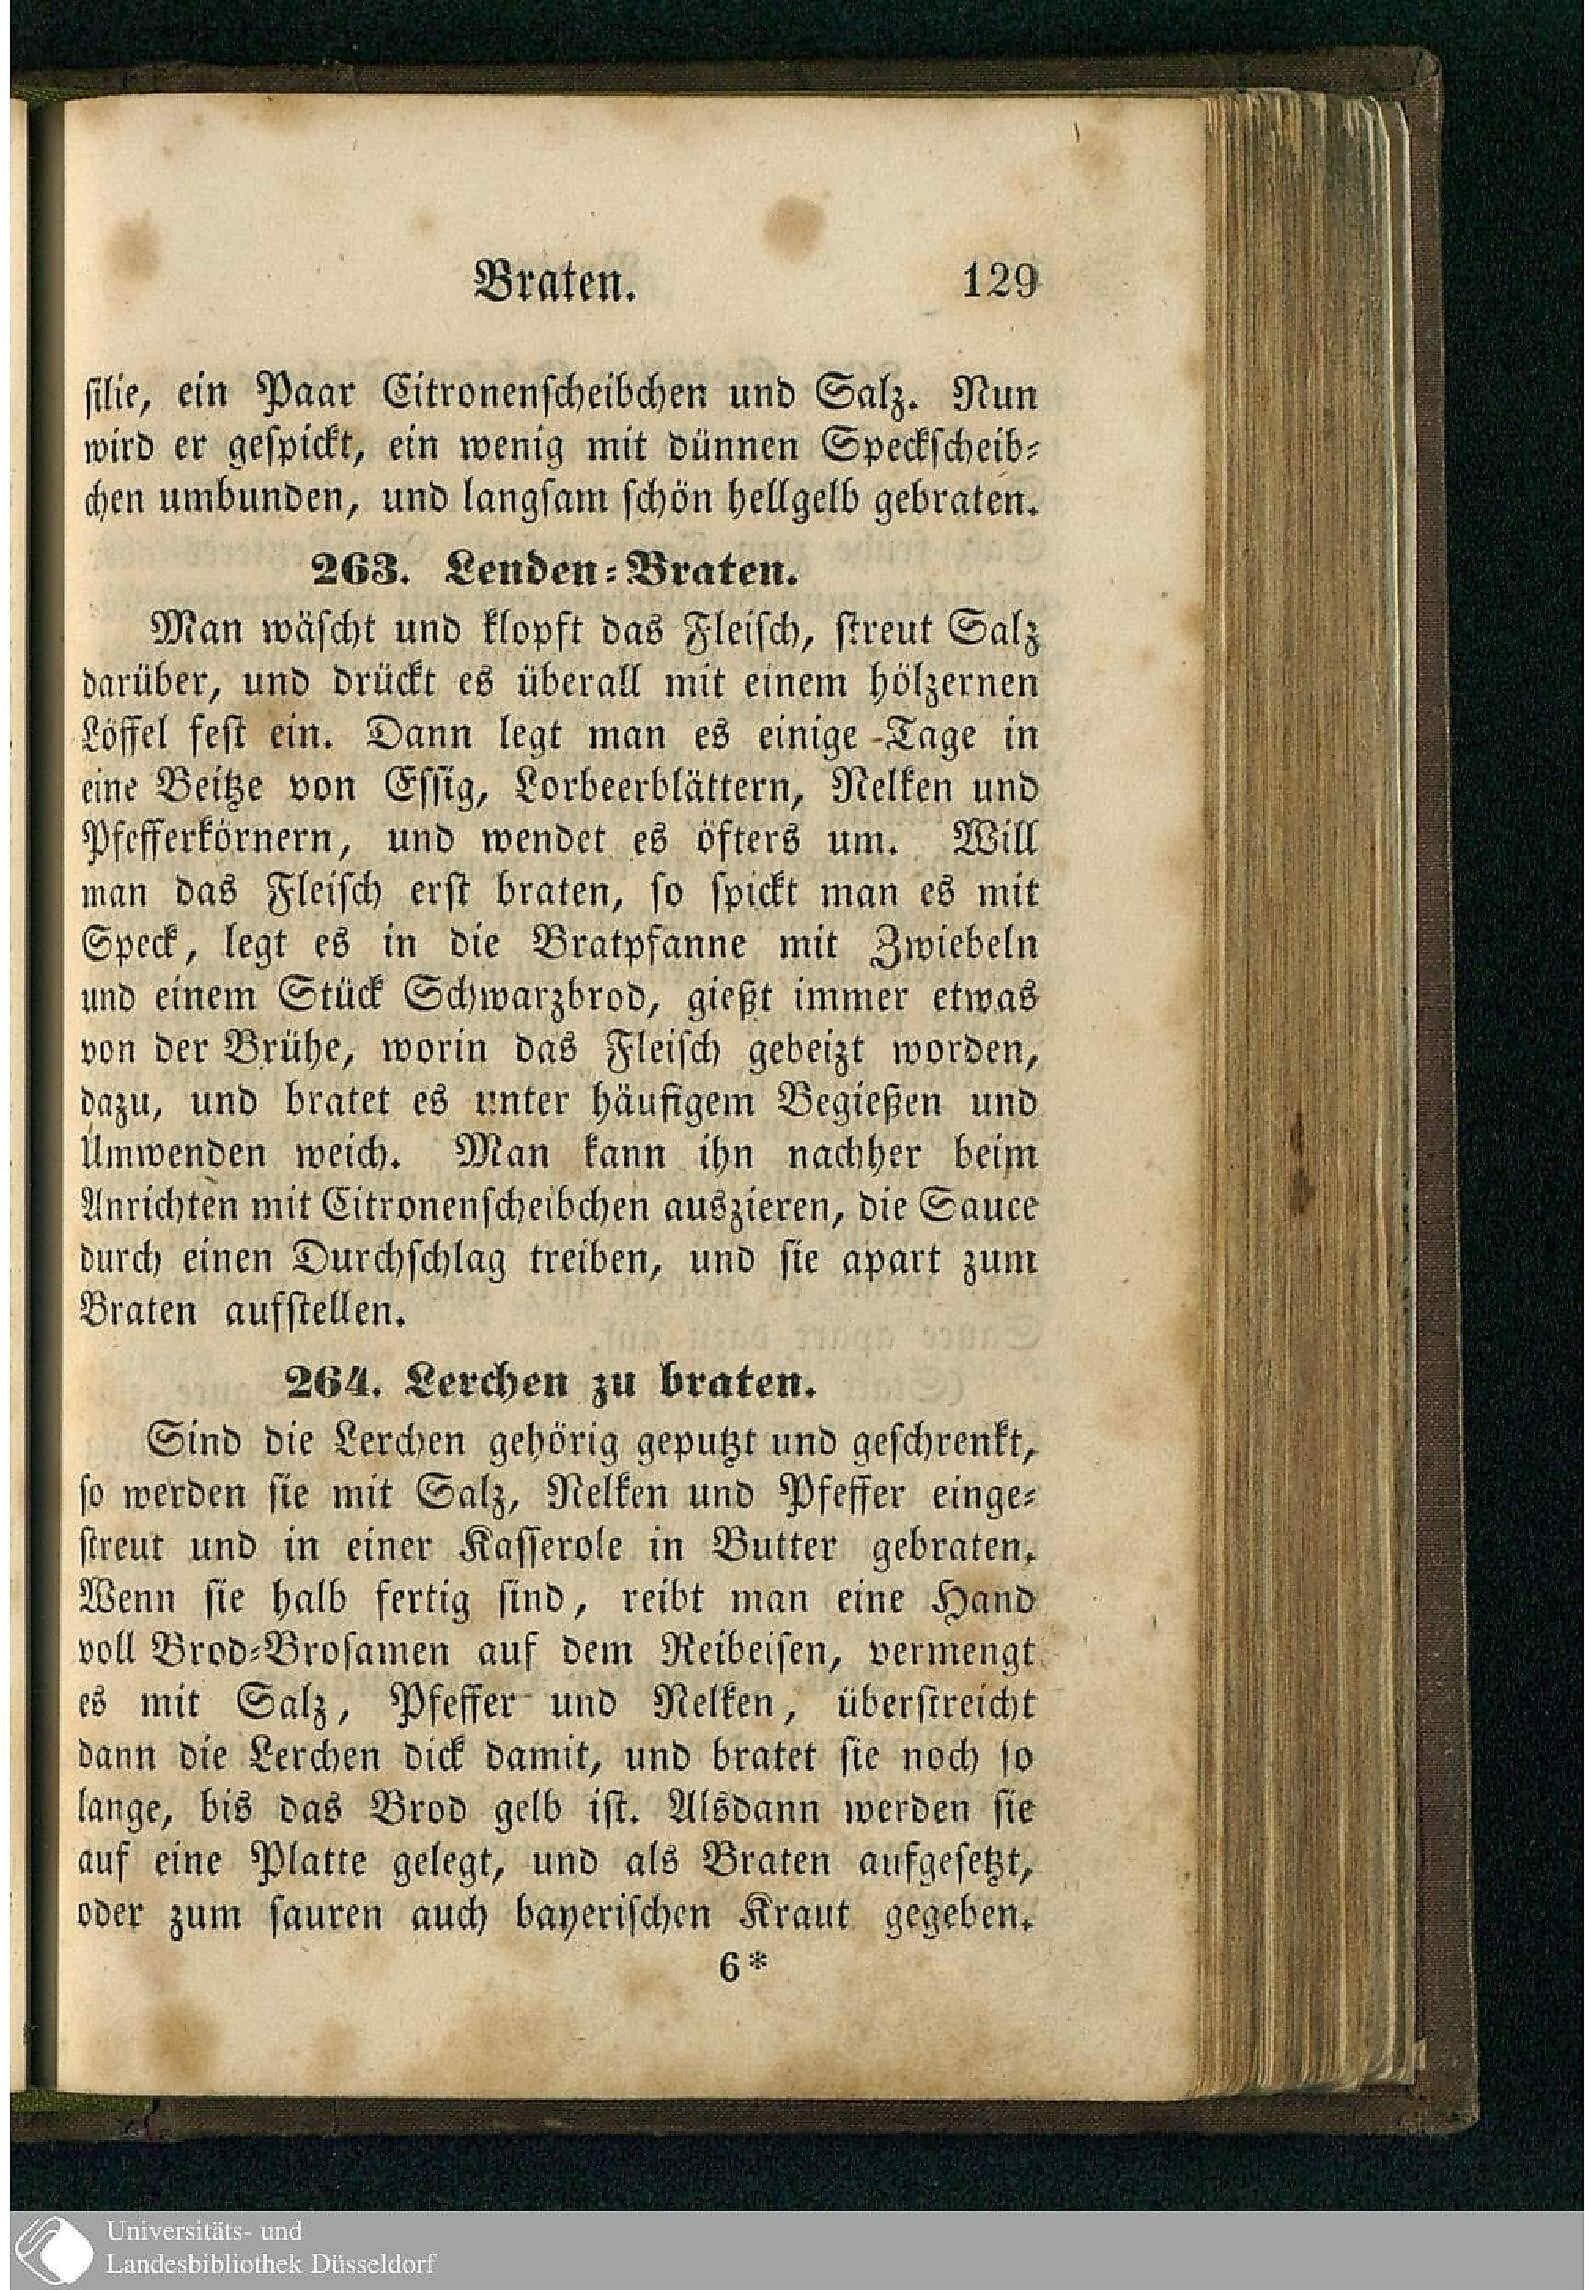 Braten. 129
silie, ein Paar Citronenscheibchen und Salz. Nun
wird er gespickt, ein wenig mit dünnen Speckscheib-
chen umbunden, und langsam schön hellgelb gebraten.
263. Lenden-Braten.
Man wäscht und klopft das Fleisch, streut Salz
darüber, und drückt es überall mit einem hölzernen
Löffel fest ein. Dann legt man es einige Tage in
eine Beitze von Essig, Lorbeerblättern, Nelken und
Pfefferkörnern, und wendet es öfters um. Will
man das Fleisch erst braten, so spickt man es mit
Speck, legt es in die Bratpfanne mit Zwiebeln
und einem Stück Schwarzbrod, gießt immer etwas
von der Brühe, worin das Fleisch gebeizt worden,
dazu, und bratet es unter häufigem Begießen und
Umwenden weich. Man kann ihn nachher beim
Anrichten mit Citronenscheibchen auszieren, die Sauce
durch einen Durchschlag treiben, und sie apart zum
Braten aufstellen.
264. Lerchen zu braten.
Sind die Lerchen gehörig geputzt und geschrenkt,
so werden sie mit Salz, Nelken und Pfeffer einge-
streut und in einer Kasserole in Butter gebraten.
Wenn sie halb fertig sind, reibt man eine Hand
voll Brod-Brosamen auf dem Reibeisen, vermengt
es mit Salz, Pfeffer und Nelken, überstreicht
dann die Lerchen dick damit, und bratet sie noch so
lange, bis das Brod gelb ist. Alsdann werden sie
auf eine Platte gelegt, und als Braten aufgesetzt,
oder zum sauren auch bayerischen Kraut gegeben.
6*
Universitäts- und
Landesbibliothek Düsseldorf